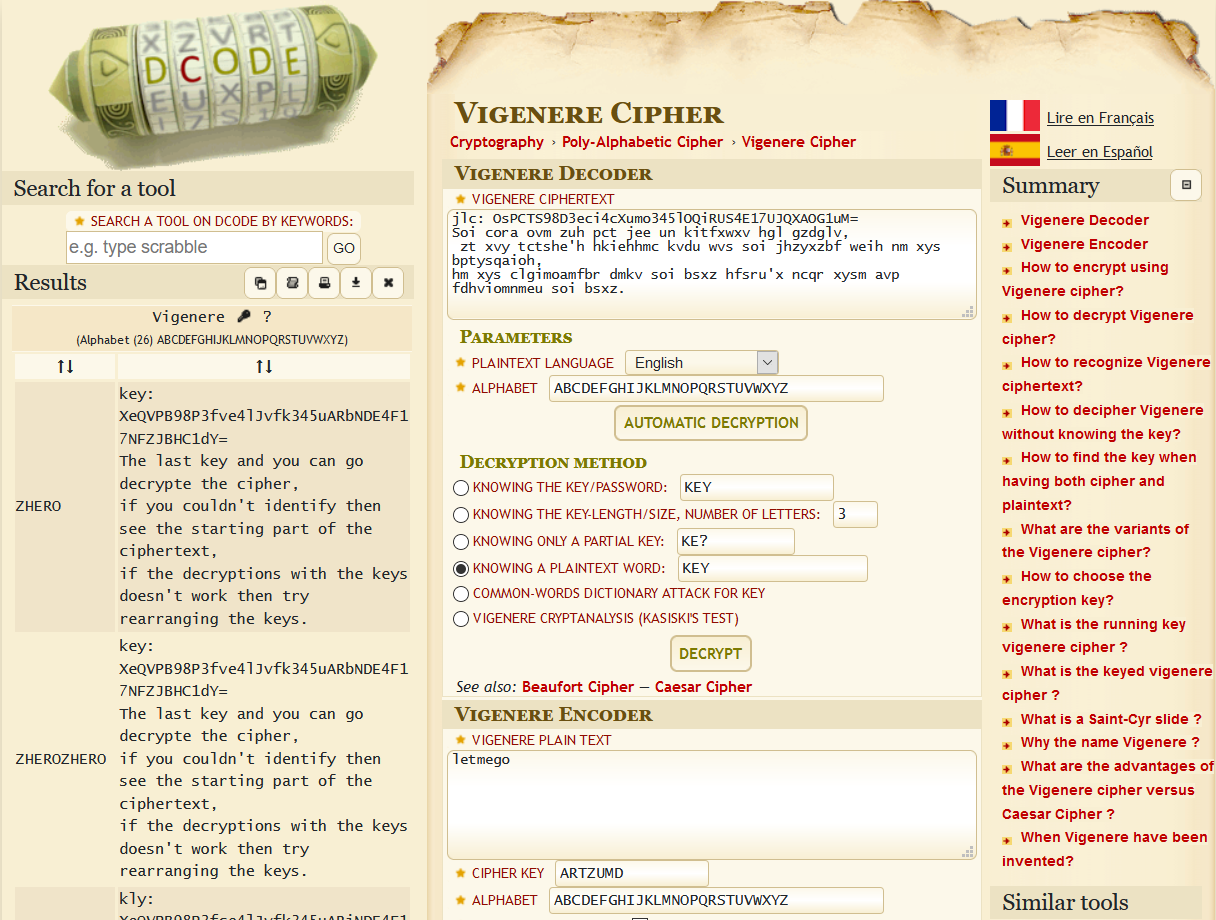 DCODE
Search for a tool
SEARCH A TOOL ON DCODE BY KEYWORDS:
e.g. type scrabble GO
Results
Vigenere ?
(Alphabet (26) ABCDEFGHIJKLMNOPQRSTUVWXYZ)
↑↓ ↑↓
ZHERO
key:
XeQVPB98P3fve4lJvfk345uARbNDE4F1
7NFZJBHC1dY=
The last key and you can go
decrypte the cipher,
if you couldn't identify then
see the starting part of the
ciphertext,
if the decryptions with the keys
doesn't work then try
rearranging the keys.
ZHEROZHERO
key:
XeQVPB98P3fve4lJvfk345uARbNDE4F1
7NFZJBHC1dY=
The last key and you can go
decrypte the cipher,
if you couldn't identify then
see the starting part of the
ciphertext,
if the decryptions with the keys
doesn't work then try
rearranging the keys.
kly:
VIGENERE CIPHER
Cryptography › Poly-Alphabetic Cipher › Vigenere Cipher
VIGENERE DECODER
VIGENERE CIPHERTEXT
jlc: OsPCTS98D3eci4cXumo345lOQiRUS4E17UJQXAOG1uM=
Soi cora ovm zuh pct jee un kitfxwxv hgl gzdglv,
zt xvy tctshe'h hkiehhmc kvdu wvs soi jhzyxzbf weih nm xys
bptysqaioh,
hm xys clgimoamfbr dmkv soi bsxz hfsru'x ncqr xysm avp
fdhviomnmeu soi bsxz.
PARAMETERS
PLAINTEXT LANGUAGE English
ALPHABET ABCDEFGHIJKLMNOPQRSTUVWXYZ
AUTOMATIC DECRYPTION
DECRYPTION METHOD
KNOWING THE KEY/PASSWORD: KEY
KNOWING THE KEY-LENGTH/SIZE, NUMBER OF LETTERS: 3
KNOWING ONLY A PARTIAL KEY: KE?
KNOWING A PLAINTEXT WORD: KEY
COMMON-WORDS DICTIONARY ATTACK FOR KEY
VIGENERE CRYPTANALYSIS (KASISKI'S TEST)
DECRYPT
See also: Beaufort Cipher — Caesar Cipher
VIGENERE ENCODER
VIGENERE PLAIN TEXT
letmego
CIPHER KEY ARTZUMD
ALPHABET ABCDEFGHIJKLMNOPQRSTUVWXYZ
Lire en Français
Leer en Español
Summary
Vigenere Decoder
Vigenere Encoder
How to encrypt using
Vigenere cipher?
How to decrypt Vigenere
cipher?
How to recognize Vigenere
ciphertext?
How to decipher Vigenere
without knowing the key?
How to find the key when
having both cipher and
plaintext?
What are the variants of
the Vigenere cipher?
How to choose the
encryption key?
What is the running key
vigenere cipher ?
What is the keyed vigenere
cipher ?
What is a Saint-Cyr slide ?
Why the name Vigenere ?
What are the advantages of
the Vigenere cipher versus
Caesar Cipher ?
When Vigenere have been
invented?
Similar tools